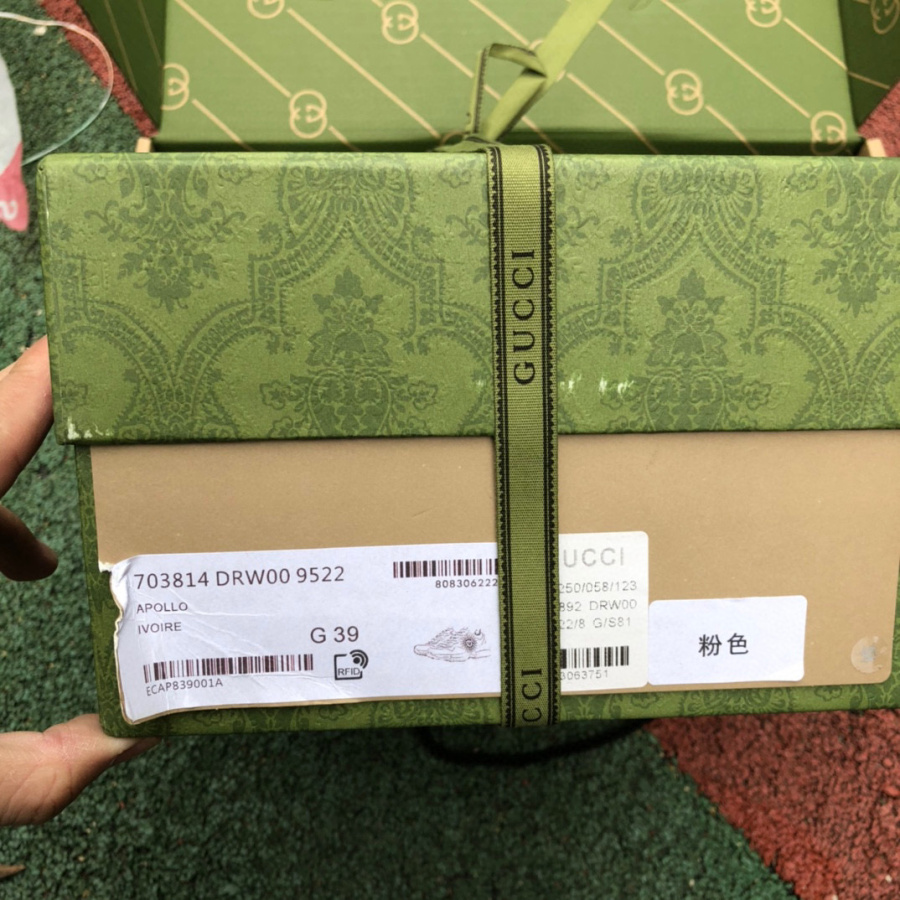 GUCCI
CCI
703814 DRW00 9522
808306222
APOLLO
IVOIRE
G 39
RFID
ECAP839001A
UCCI
250/058/123
892 DRW00
22/8 G/S81
3063751
粉色